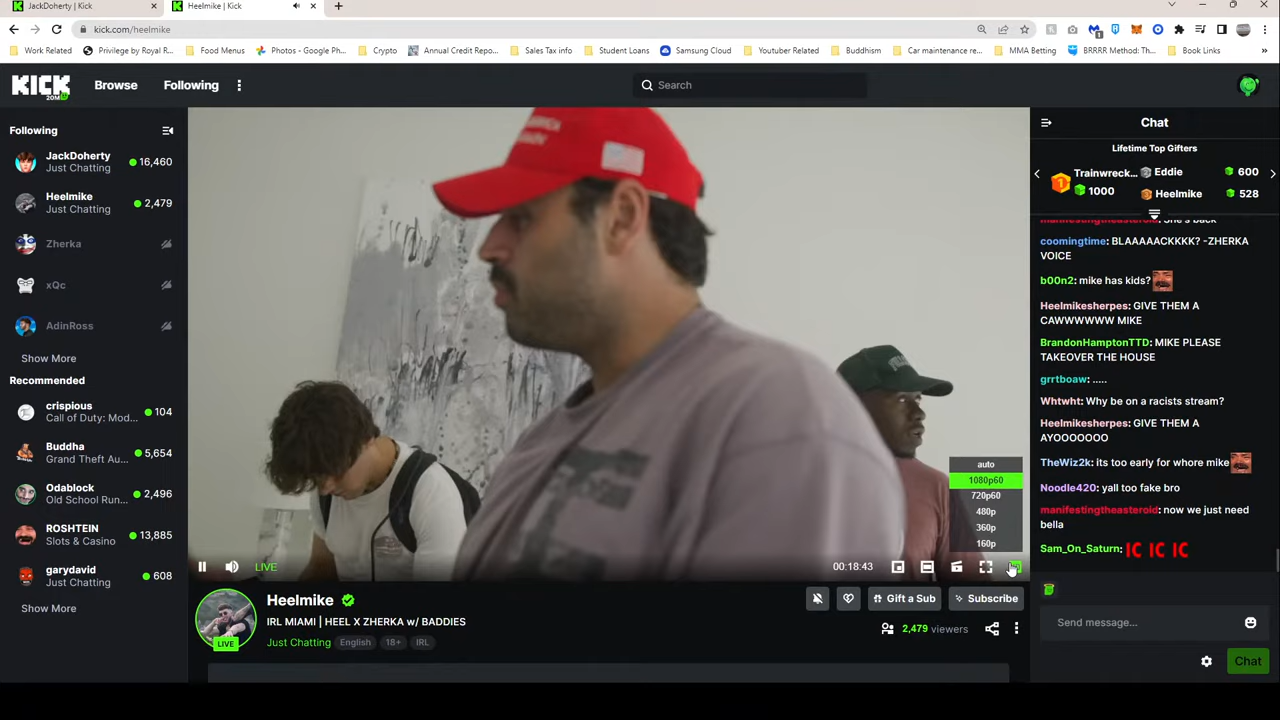 JackDoherty | Kick
Heelmike | Kick
kick.com/heelmike
Work Related
Privilege by Royal R...
Food Menus
Photos - Google Ph...
Crypto
Annual Credit Repo...
Sales Tax info
Student Loans
Samsung Cloud
Youtuber Related
Buddhism
Car maintenance re...
MMA Betting
BRRRR Method: Th...
Book Links
KICK
20M
Browse
Following
Search
Following
JackDoherty
16,460
Just Chatting
Heelmike
2,479
Just Chatting
Zherka
xQc
AdinRoss
Show More
Recommended
crispious
104
Call of Duty: Mod...
Buddha
5,654
Grand Theft Au...
Odablock
2,496
Old School Run...
ROSHTEIN
13,885
Slots & Casino
garydavid
608
Just Chatting
Show More
auto
1080p60
720p60
480p
360p
160p
LIVE
00:18:43
LIVE
Heelmike
IRL MIAMI | HEEL X ZHERKA w/ BADDIES
Just Chatting
English
18+
IRL
Gift a Sub
Subscribe
2,479 viewers
Chat
Lifetime Top Gifters
1
Trainwreck...
1000
Eddie
600
Heelmike
528
manifestingtheasteroid: She's back
coomingtime: BLAAAAACKKKK? -ZHERKA
VOICE
b00n2: mike has kids?
Heelmikesherpes: GIVE THEM A
CAWWWWW MIKE
BrandonHamptonTTD: MIKE PLEASE
TAKEOVER THE HOUSE
grrtboaw: .....
Whtwht: Why be on a racists stream?
Heelmikesherpes: GIVE THEM A
AYOOOOOOO
TheWiz2k: its too early for whore mike
Noodle420: yall too fake bro
manifestingtheasteroid: now we just need
bella
Sam_On_Saturn: IC IC IC
Send message...
Chat